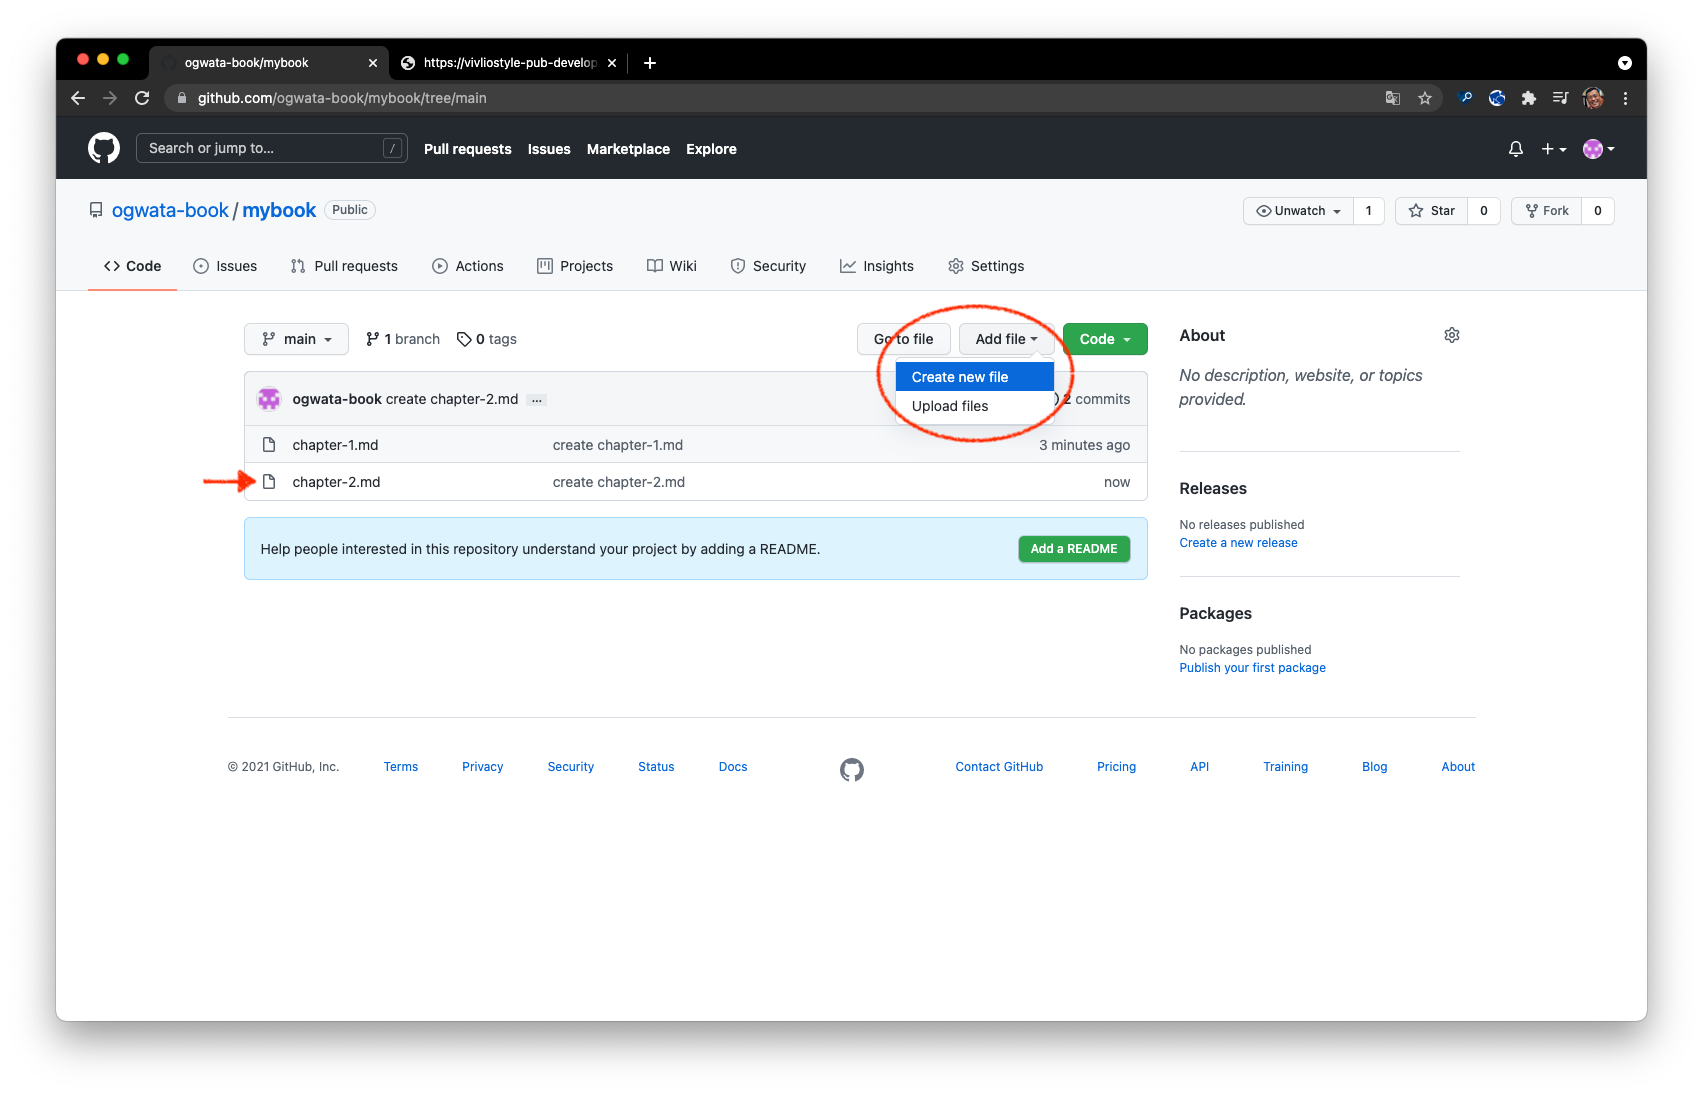 ogwata-book/mybook
https://vivliostyle-pub-develop
github.com/ogwata-book/mybook/tree/main
Search or jump to... /
Pull requests Issues Marketplace Explore
ogwata-book / mybook Public
Unwatch 1 Star 0 Fork 0
Code Issues Pull requests Actions Projects Wiki Security Insights Settings
main 1 branch 0 tags
Go to file Add file Code
Create new file
Upload files
ogwata-book create chapter-2.md ... 2 commits
chapter-1.md create chapter-1.md 3 minutes ago
chapter-2.md create chapter-2.md now
Help people interested in this repository understand your project by adding a README. Add a README
About
No description, website, or topics
provided.
Releases
No releases published
Create a new release
Packages
No packages published
Publish your first package
© 2021 GitHub, Inc. Terms Privacy Security Status Docs Contact GitHub Pricing API Training Blog About